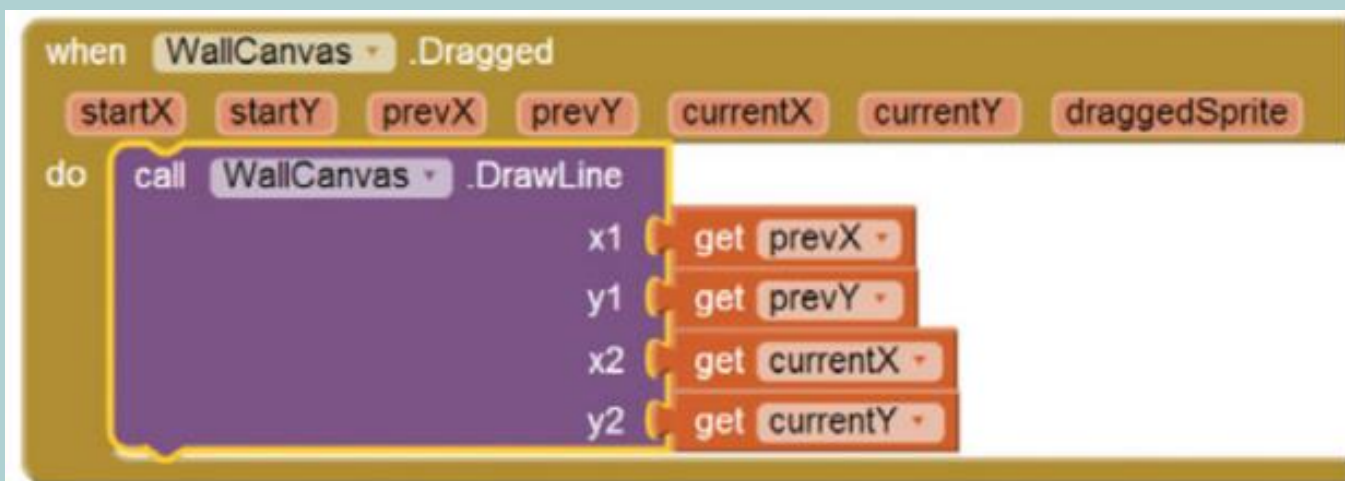 when WallCanvas .Dragged
startX startY prevX prevY currentX currentY draggedSprite
do call WallCanvas .DrawLine
x1 get prevX
y1 get prevY
x2 get currentX
y2 get currentY